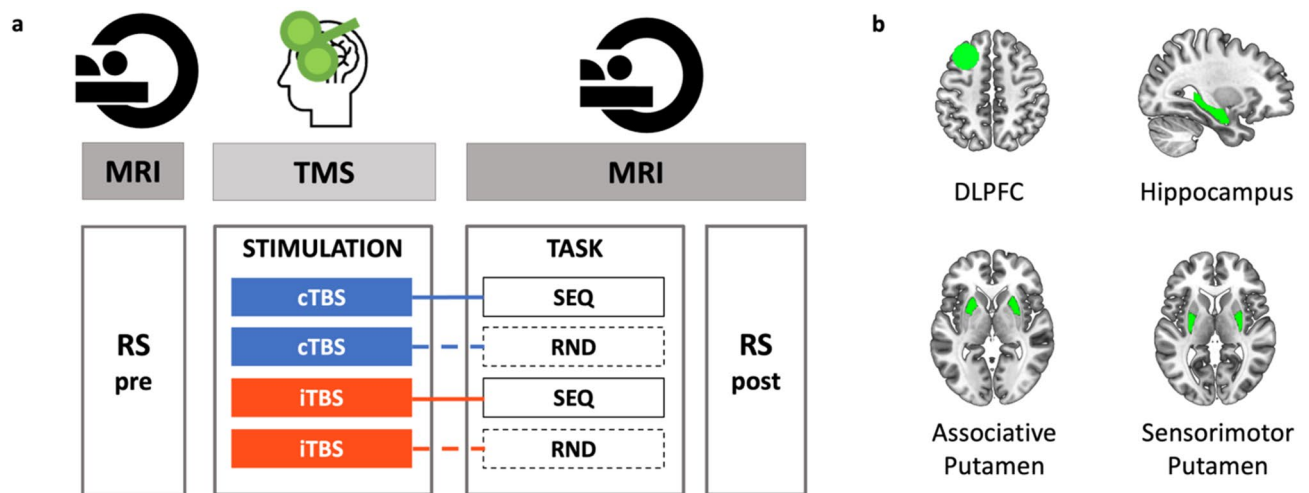 a
MRI
TMS
MRI
RS
pre
STIMULATION
cTBS
cTBS
iTBS
iTBS
TASK
SEQ
RND
SEQ
RND
RS
post
b
DLPFC
Hippocampus
Associative
Putamen
Sensorimotor
Putamen